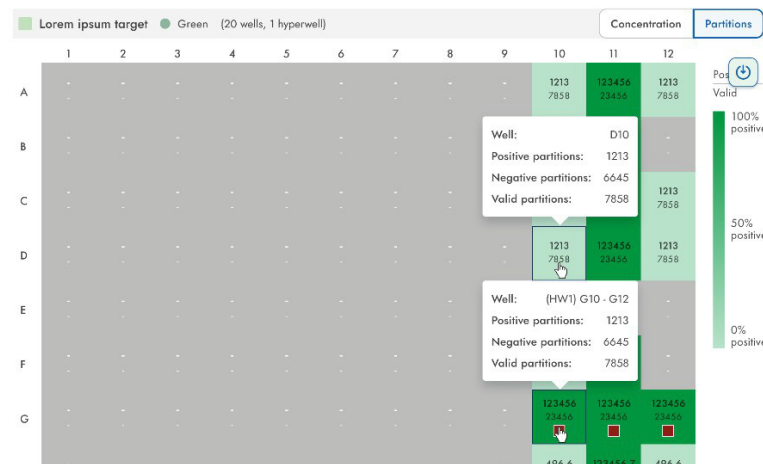 Lorem ipsum target Green (20 wells, 1 hyperwell) Concentration Partitions
1 2 3 4 5 6 7 8 9 10 11 12
Valid
A - - - - - - - - - 1213 123456 1213
- - - - - - - - - 7858 23456 7858
100% positive
B - - - - - - - - - -
- - - - - - - - - -
Well: D10
Positive partitions: 1213
Negative partitions: 6645
Valid partitions: 7858
C - - - - - - - - - 1213
- - - - - - - - - 7858
50%
D - - - - - - - - - 1213 123456 1213
- - - - - - - - - 7858 23456 7858
E - - - - - - - - - -
- - - - - - - - - -
Well: (HW1) G10 - G12
Positive partitions: 1213
Negative partitions: 6645
Valid partitions: 7858
0%
F - - - - - - - - - -
- - - - - - - - - -
G - - - - - - - - - 123456 123456 123456
- - - - - - - - - 23456 23456 23456